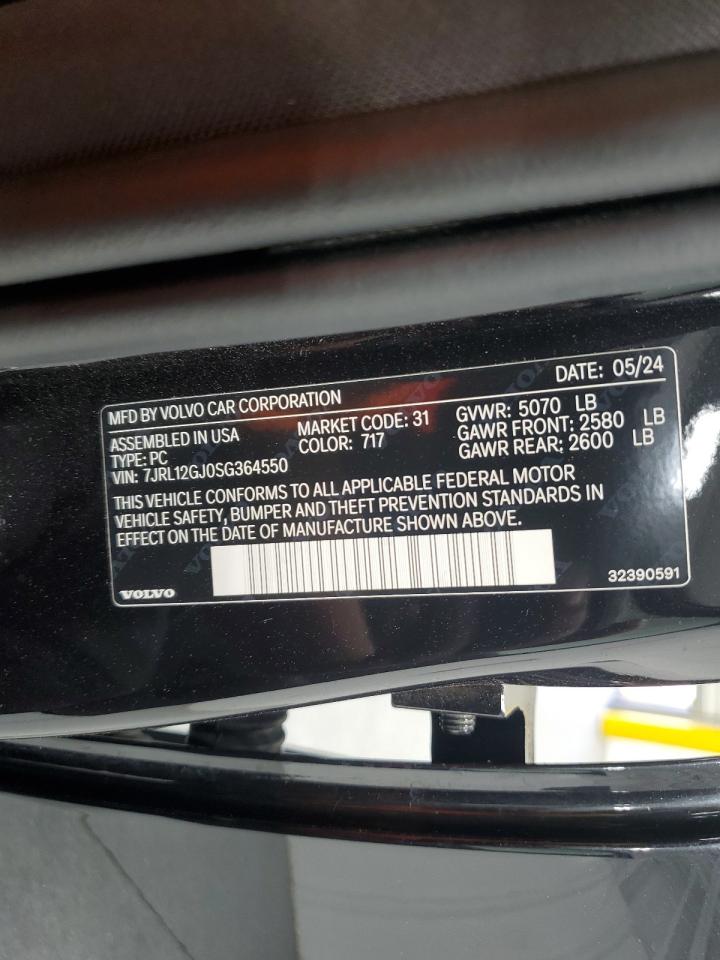 MFD BY VOLVO CAR CORPORATION DATE: 05/24
ASSEMBLED IN USA MARKET CODE: 31 GVWR: 5070 LB
TYPE: PC COLOR: 717 GAWR FRONT: 2580 LB
VIN: 7JRL12GJ0SG364550 GAWR REAR: 2600 LB
THIS VEHICLE CONFORMS TO ALL APPLICABLE FEDERAL MOTOR
VEHICLE SAFETY, BUMPER AND THEFT PREVENTION STANDARDS IN
EFFECT ON THE DATE OF MANUFACTURE SHOWN ABOVE.
VOLVO 32390591